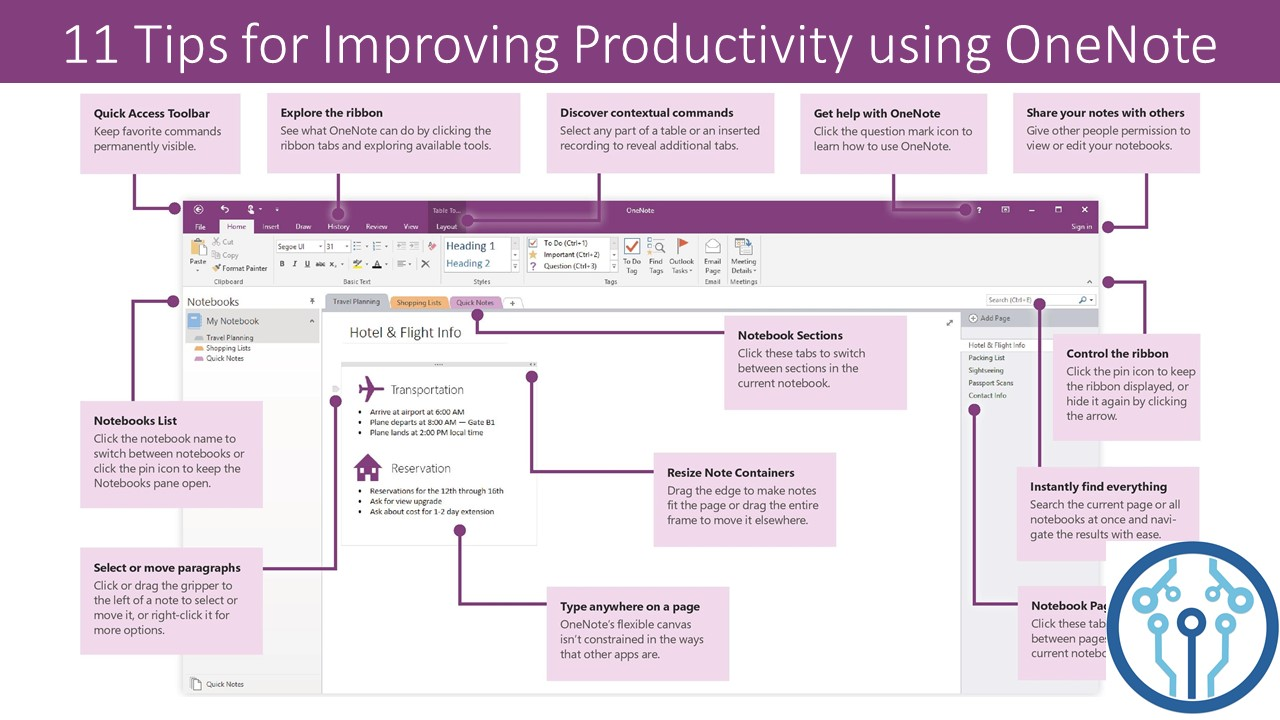 11 Tips for Improving Productivity using OneNote
Quick Access Toolbar
Keep favorite commands
permanently visible.
Explore the ribbon
See what OneNote can do by clicking the
ribbon tabs and exploring available tools.
Discover contextual commands
Select any part of a table or an inserted
recording to reveal additional tabs.
Get help with OneNote
Click the question mark icon to
learn how to use OneNote.
Share your notes with others
Give other people permission to
view or edit your notebooks.
Table To...
OneNote
?
File Home Insert Draw History Review View Layout
Sign in
Paste
Cut
Copy
Format Painter
Clipboard
Segoe UI 31
B I U abc x, A
Basic Text
Heading 1
Heading 2
Styles
To Do (Ctrl+1)
Important (Ctrl+2)
? Question (Ctrl+3)
To Do
Tag
Find
Tags
Outlook
Tasks
Tags
Email
Page
Email
Meeting
Details
Meetings
Notebooks
My Notebook
Travel Planning
Shopping Lists
Quick Notes
Travel Planning Shopping Lists Quick Notes +
Search (Ctrl+E)
Add Page
Hotel & Flight Info
Packing List
Sightseeing
Passport Scans
Contact Info
Hotel & Flight Info
Transportation
• Arrive at airport at 6:00 AM
• Plane departs at 8:00 AM — Gate B1
• Plane lands at 2:00 PM local time
Reservation
• Reservations for the 12th through 16th
• Ask for view upgrade
• Ask about cost for 1-2 day extension
Notebook Sections
Click these tabs to switch
between sections in the
current notebook.
Control the ribbon
Click the pin icon to keep
the ribbon displayed, or
hide it again by clicking
the arrow.
Notebooks List
Click the notebook name to
switch between notebooks or
click the pin icon to keep the
Notebooks pane open.
Resize Note Containers
Drag the edge to make notes
fit the page or drag the entire
frame to move it elsewhere.
Instantly find everything
Search the current page or all
notebooks at once and navi-
gate the results with ease.
Select or move paragraphs
Click or drag the gripper to
the left of a note to select or
move it, or right-click it for
more options.
Type anywhere on a page
OneNote's flexible canvas
isn't constrained in the ways
that other apps are.
Notebook
Click these
between
current
Quick Notes